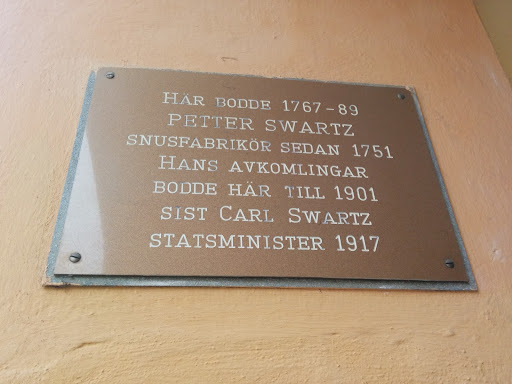 HÄR BODDE 1767-89
PETTER SWARTZ
SNUSFABRIKÖR SEDAN 1751
HANS AVKOMLINGAR
BODDE HÄR TILL 1901
SIST CARL SWARTZ
STATSMINISTER 1917